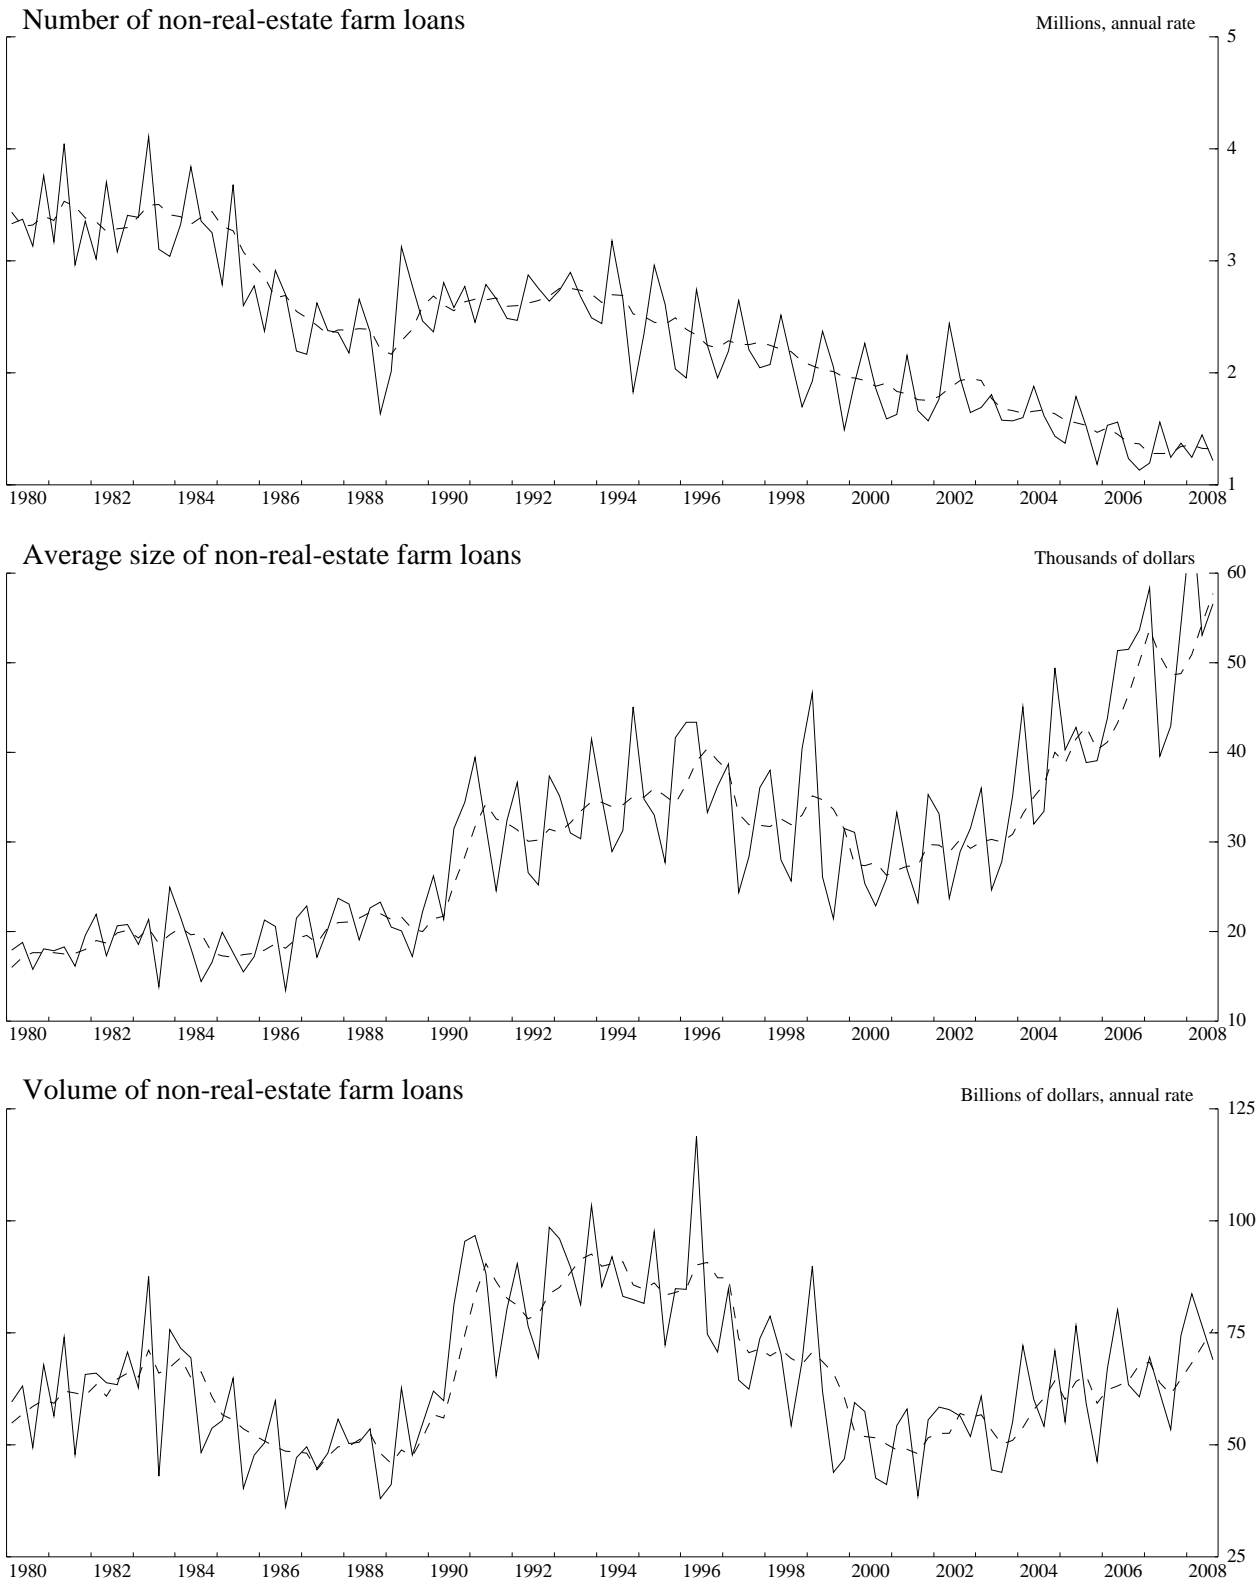 Number of non-real-estate farm loans
Millions, annual rate
5
4
3
2
1
1980 1982 1984 1986 1988 1990 1992 1994 1996 1998 2000 2002 2004 2006 2008
Average size of non-real-estate farm loans
Thousands of dollars
60
50
40
30
20
10
1980 1982 1984 1986 1988 1990 1992 1994 1996 1998 2000 2002 2004 2006 2008
Volume of non-real-estate farm loans
Billions of dollars, annual rate
125
100
75
50
25
1980 1982 1984 1986 1988 1990 1992 1994 1996 1998 2000 2002 2004 2006 2008